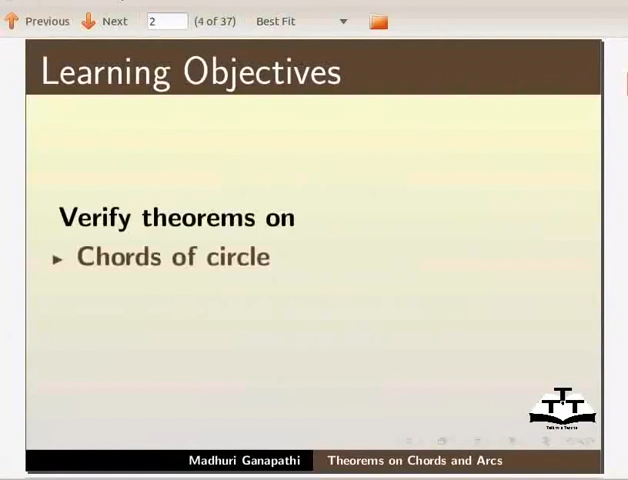 Previous Next 2 (4 of 37) Best Fit
Learning Objectives
Verify theorems on
Chords of circle
Madhuri Ganapathi Theorems on Chords and Arcs